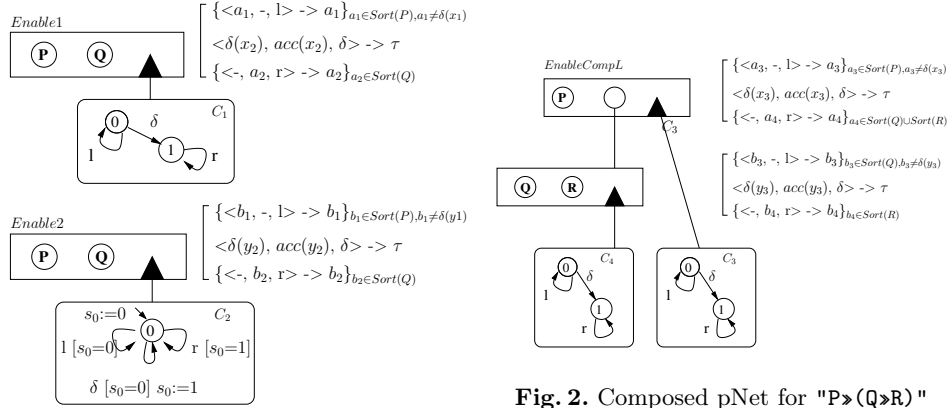 Enable1
P Q
{<a₁, -, l> -> a₁}a₁∈Sort(P),a₁≠δ(x₁)
<δ(x₂), acc(x₂), δ> -> τ
{<-, a₂, r> -> a₂}a₂∈Sort(Q)
C₁
0 δ
l 1 r
Enable2
P Q
{<b₁, -, l> -> b₁}b₁∈Sort(P),b₁≠δ(y1)
<δ(y₂), acc(y₂), δ> -> τ
{<-, b₂, r> -> b₂}b₂∈Sort(Q)
s₀:=0 C₂
0
l [s₀=0] r [s₀=1]
δ [s₀=0] s₀:=1
EnableCompL
P
C₃
{<a₃, -, l> -> a₃}a₃∈Sort(P),a₃≠δ(x₃)
<δ(x₃), acc(x₃), δ> -> τ
{<-, a₄, r> -> a₄}a₄∈Sort(Q)∪Sort(R)
Q R
{<b₃, -, l> -> b₃}b₃∈Sort(Q),b₃≠δ(y₃)
<δ(y₃), acc(y₃), δ> -> τ
{<-, b₄, r> -> b₄}b₄∈Sort(R)
C₄
0 δ
l
1
r
C₃
0 δ
l
1
r
Fig. 2. Composed pNet for "P≫(Q≫R)"